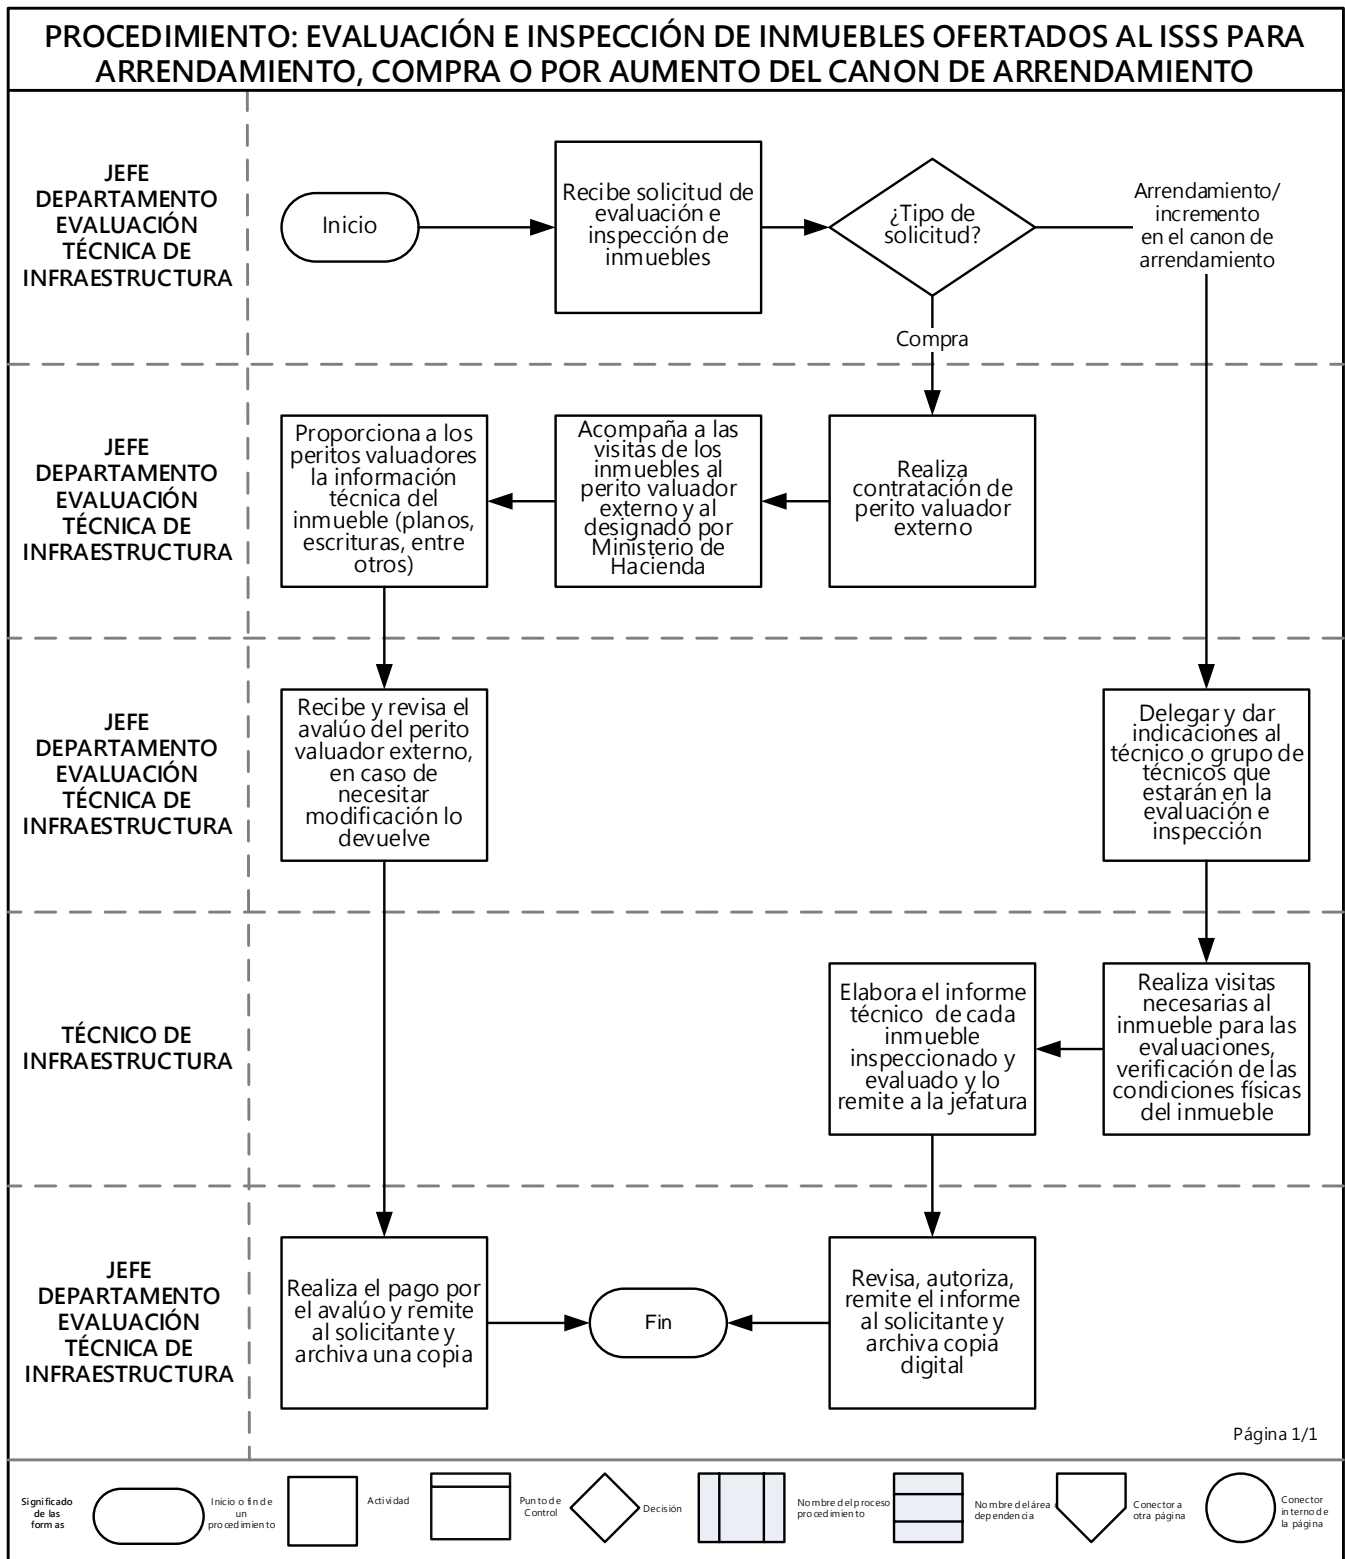 PROCEDIMIENTO: EVALUACIÓN E INSPECCIÓN DE INMUEBLES OFERTADOS AL ISSS PARA
ARRENDAMIENTO, COMPRA O POR AUMENTO DEL CANON DE ARRENDAMIENTO
JEFE
DEPARTAMENTO
EVALUACIÓN
TÉCNICA DE
INFRAESTRUCTURA
Inicio
Recibe solicitud de
evaluación e
inspección de
inmuebles
¿Tipo de
solicitud?
Arrendamiento/
incremento
en el canon de
arrendamiento
Compra
JEFE
DEPARTAMENTO
EVALUACIÓN
TÉCNICA DE
INFRAESTRUCTURA
Proporciona a los
peritos valuadores
la información
técnica del
inmueble (planos,
escrituras, entre
otros)
Acompaña a las
visitas de los
inmuebles al
perito valuador
externo y al
designado por
Ministerio de
Hacienda
Realiza
contratación de
perito valuador
externo
JEFE
DEPARTAMENTO
EVALUACIÓN
TÉCNICA DE
INFRAESTRUCTURA
Recibe y revisa el
avalúo del perito
valuador externo,
en caso de
necesitar
modificación lo
devuelve
Delegar y dar
indicaciones al
técnico o grupo de
técnicos que
estarán en la
evaluación e
inspección
TÉCNICO DE
INFRAESTRUCTURA
Elabora el informe
técnico de cada
inmueble
inspeccionado y
evaluado y lo
remite a la jefatura
Realiza visitas
necesarias al
inmueble para las
evaluaciones,
verificación de las
condiciones físicas
del inmueble
JEFE
DEPARTAMENTO
EVALUACIÓN
TÉCNICA DE
INFRAESTRUCTURA
Realiza el pago por
el avalúo y remite
al solicitante y
archiva una copia
Fin
Revisa, autoriza,
remite el informe
al solicitante y
archiva copia
digital
Página 1/1
Significado
de las
formas
Inicio o fin de
un
procedimiento
Actividad
Punto de
Control
Decisión
Nombre del proceso
procedimiento
Nombre del área
dependencia
Conector a
otra página
Conector
interno de
la página